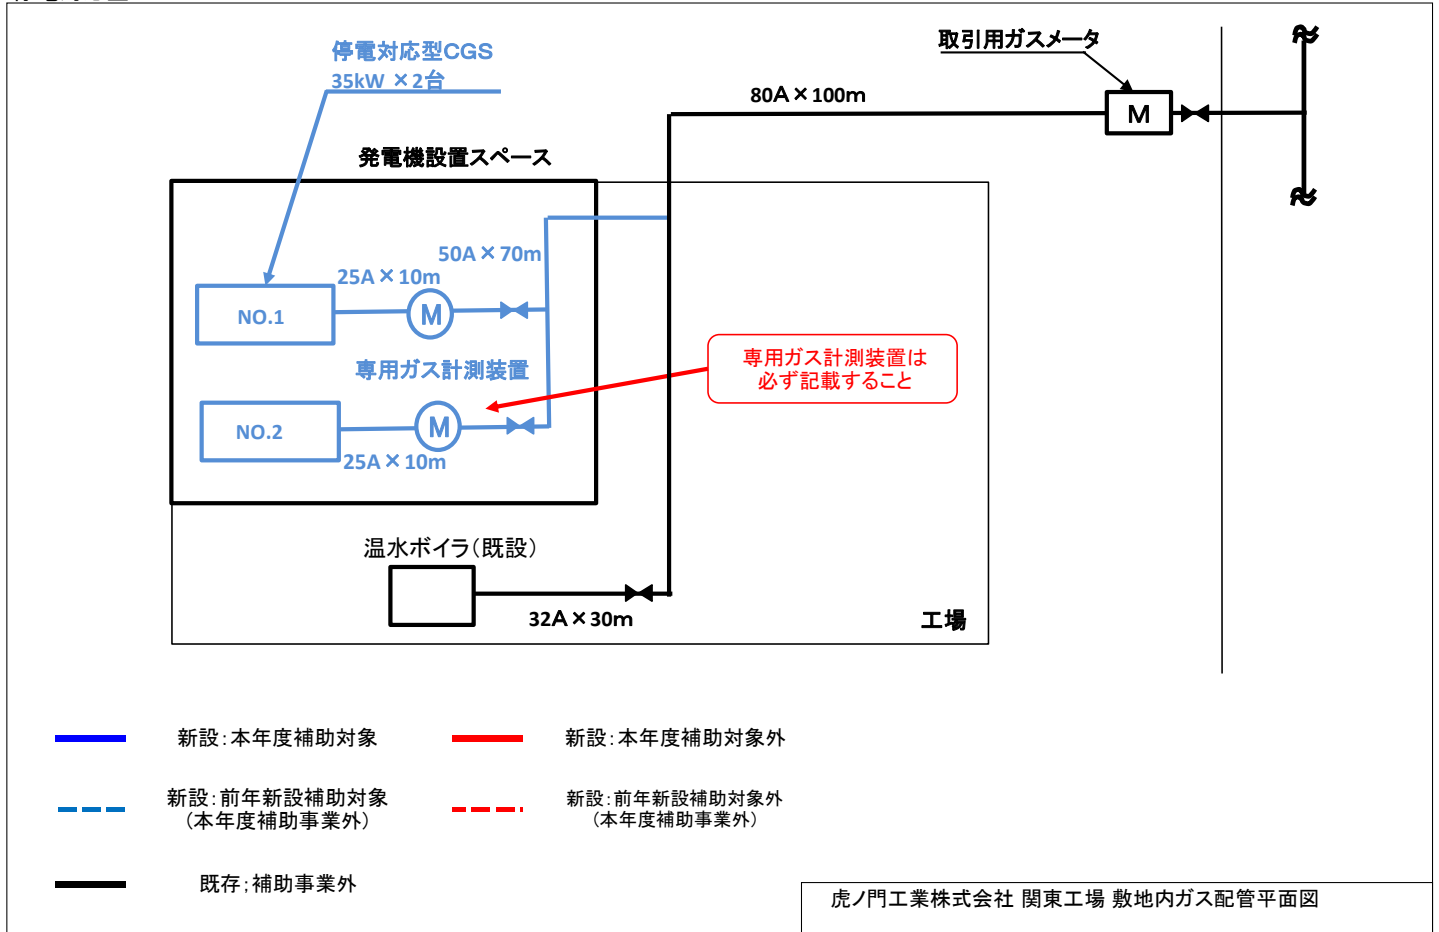 停電対応型CGS
35kW ×2台
取引用ガスメータ
80A×100m
M
発電機設置スペース
50A×70m
25A×10m
NO.1
M
専用ガス計測装置
専用ガス計測装置は
必ず記載すること
NO.2
M
25A×10m
温水ボイラ(既設)
32A×30m
工場
新設:本年度補助対象
新設:本年度補助対象外
新設:前年新設補助対象
(本年度補助事業外)
新設:前年新設補助対象外
(本年度補助事業外)
既存;補助事業外
虎ノ門工業株式会社 関東工場 敷地内ガス配管平面図